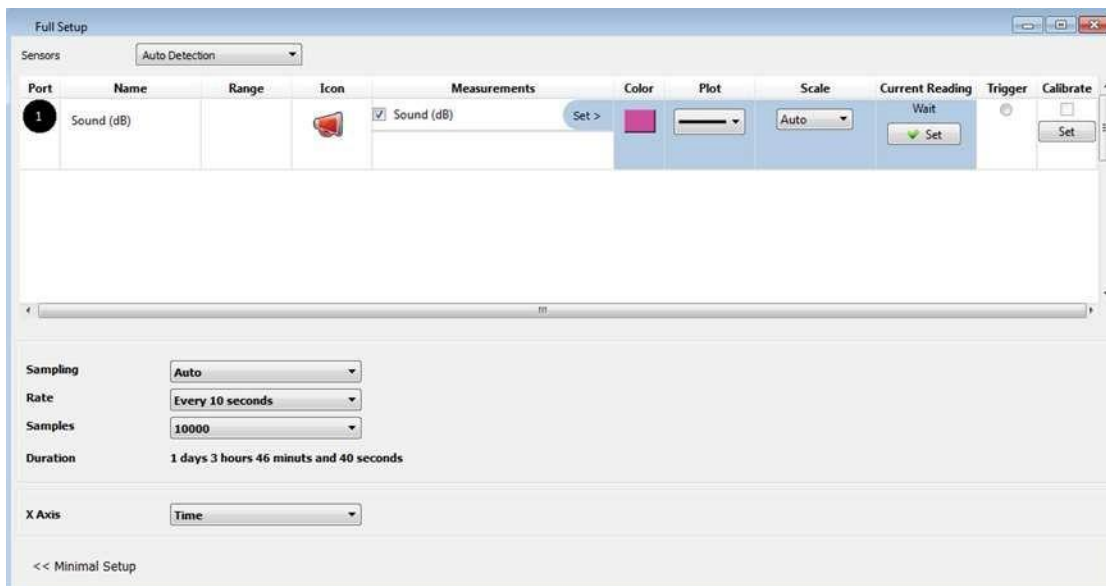 Full Setup
Sensors Auto Detection
Port Name Range Icon Measurements Color Plot Scale Current Reading Trigger Calibrate
1 Sound (dB) Sound (dB) Set > Auto Wait
Set Set
Sampling Auto
Rate Every 10 seconds
Samples 10000
Duration 1 days 3 hours 46 minuts and 40 seconds
X Axis Time
<< Minimal Setup